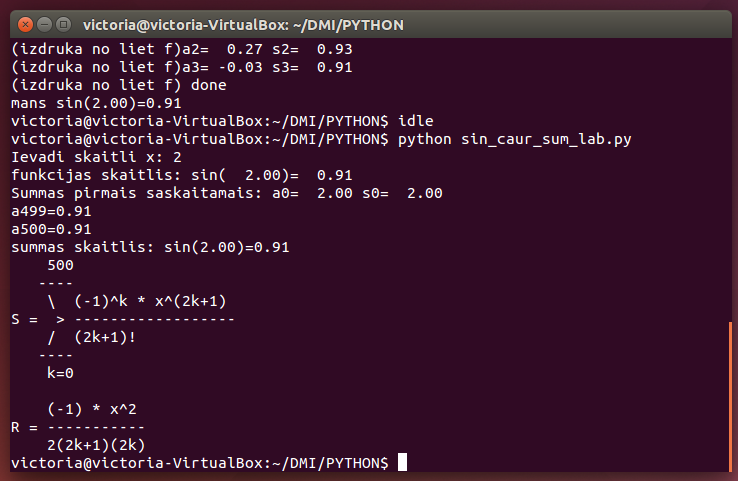 victoria@victoria-VirtualBox: ~/DMI/PYTHON
(izdruka no liet f)a2=  0.27 s2=  0.93
(izdruka no liet f)a3= -0.03 s3=  0.91
(izdruka no liet f) done
mans sin(2.00)=0.91
victoria@victoria-VirtualBox:~/DMI/PYTHON$ idle
victoria@victoria-VirtualBox:~/DMI/PYTHON$ python sin_caur_sum_lab.py
Ievadi skaitli x: 2
funkcijas skaitlis: sin(  2.00)=  0.91
Summas pirmais saskaitamais: a0=  2.00 s0=  2.00
a499=0.91
a500=0.91
summas skaitlis: sin(2.00)=0.91
    500
   ----
    \  (-1)^k * x^(2k+1)
S =  > ------------------
    /  (2k+1)!
   ----
    k=0
    (-1) * x^2
R = -----------
    2(2k+1)(2k)
victoria@victoria-VirtualBox:~/DMI/PYTHON$